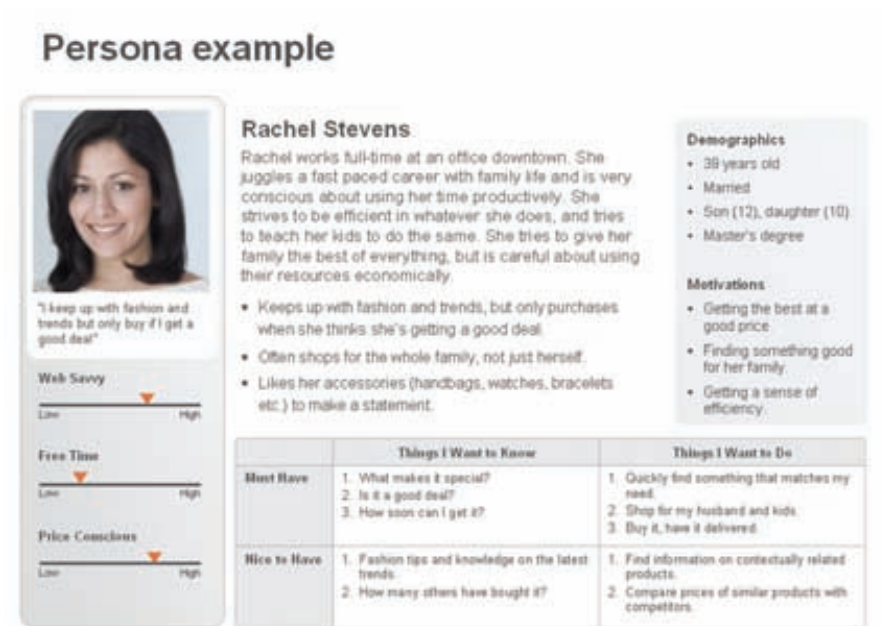 Persona example
"I keep up with fashion and
trends but only buy if I get a
good deal"
Web Savvy
Low High
Free Time
Low High
Price Conscious
Low High
Rachel Stevens
Rachel works full-time at an office downtown. She
juggles a fast paced career with family life and is very
conscious about using her time productively. She
strives to be efficient in whatever she does, and tries
to teach her kids to do the same. She tries to give her
family the best of everything, but is careful about using
their resources economically.
• Keeps up with fashion and trends, but only purchases
when she thinks she's getting a good deal.
• Often shops for the whole family, not just herself.
• Likes her accessories (handbags, watches, bracelets
etc.) to make a statement.
Demographics
• 39 years old
• Married
• Son (12), daughter (10)
• Master's degree
Motivations
• Getting the best at a
good price
• Finding something good
for her family.
• Getting a sense of
efficiency.
Things I Want to Know Things I Want to Do
Must Have
1. What makes it special?
2. Is it a good deal?
3. How soon can I get it?
1. Quickly find something that matches my
need.
2. Shop for my husband and kids.
3. Buy it, have it delivered.
Nice to Have
1. Fashion tips and knowledge on the latest
trends.
2. How many others have bought it?
1. Find information on contextually related
products.
2. Compare prices of similar products with
competitors.